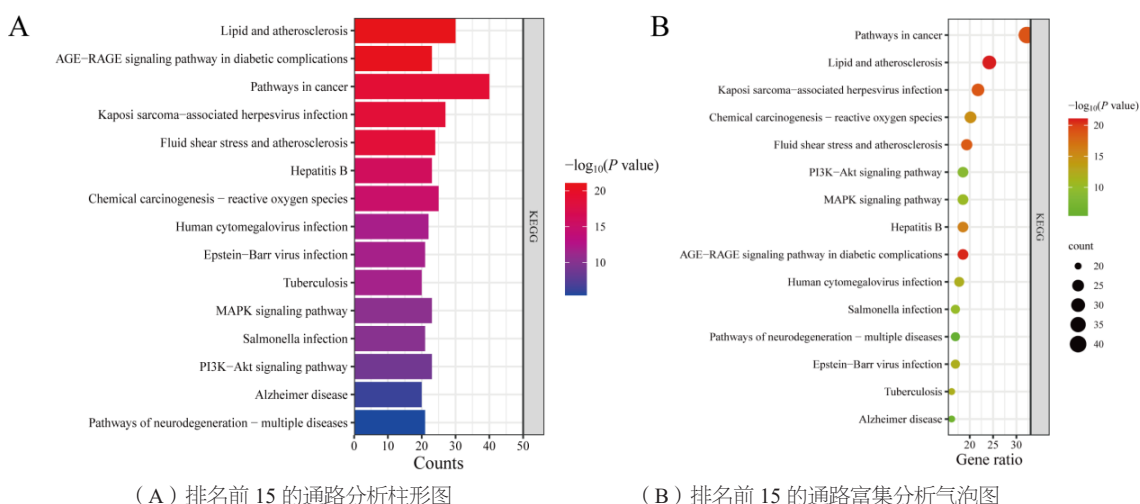 A
Lipid and atherosclerosis
AGE−RAGE signaling pathway in diabetic complications
Pathways in cancer
Kaposi sarcoma−associated herpesvirus infection
Fluid shear stress and atherosclerosis
Hepatitis B
Chemical carcinogenesis − reactive oxygen species
Human cytomegalovirus infection
Epstein−Barr virus infection
Tuberculosis
MAPK signaling pathway
Salmonella infection
PI3K−Akt signaling pathway
Alzheimer disease
Pathways of neurodegeneration − multiple diseases
0 10 20 30 40 50
Counts
KEGG
−log10(P value)
20
15
10
(A)排名前 15 的通路分析柱形图
B
Pathways in cancer
Lipid and atherosclerosis
Kaposi sarcoma−associated herpesvirus infection
Chemical carcinogenesis − reactive oxygen species
Fluid shear stress and atherosclerosis
PI3K−Akt signaling pathway
MAPK signaling pathway
Hepatitis B
AGE−RAGE signaling pathway in diabetic complications
Human cytomegalovirus infection
Salmonella infection
Pathways of neurodegeneration − multiple diseases
Epstein−Barr virus infection
Tuberculosis
Alzheimer disease
20 25 30
Gene ratio
KEGG
−log10(P value)
20
15
10
count
20
25
30
35
40
(B)排名前 15 的通路富集分析气泡图